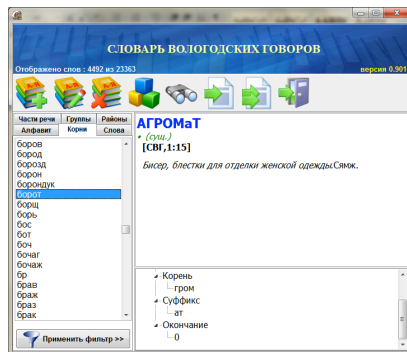 СЛОВАРЬ ВОЛОГОДСКИХ ГОВОРОВ
Отображено слов : 4492 из 23363
версия 0.901
Части речи Группы Районы
Алфавит Корни Слова
боров
бород
борозд
борон
борондук
борот
борщ
борь
бос
бот
боч
бочаг
бочаж
бр
брав
браж
браз
брак
Применить фильтр >>
АГРОМаТ
• (сущ.)
[СВГ,1:15]
Бисер, блестки для отделки женской одежды.Сямж.
Корень
гром
Суффикс
ат
Окончание
0